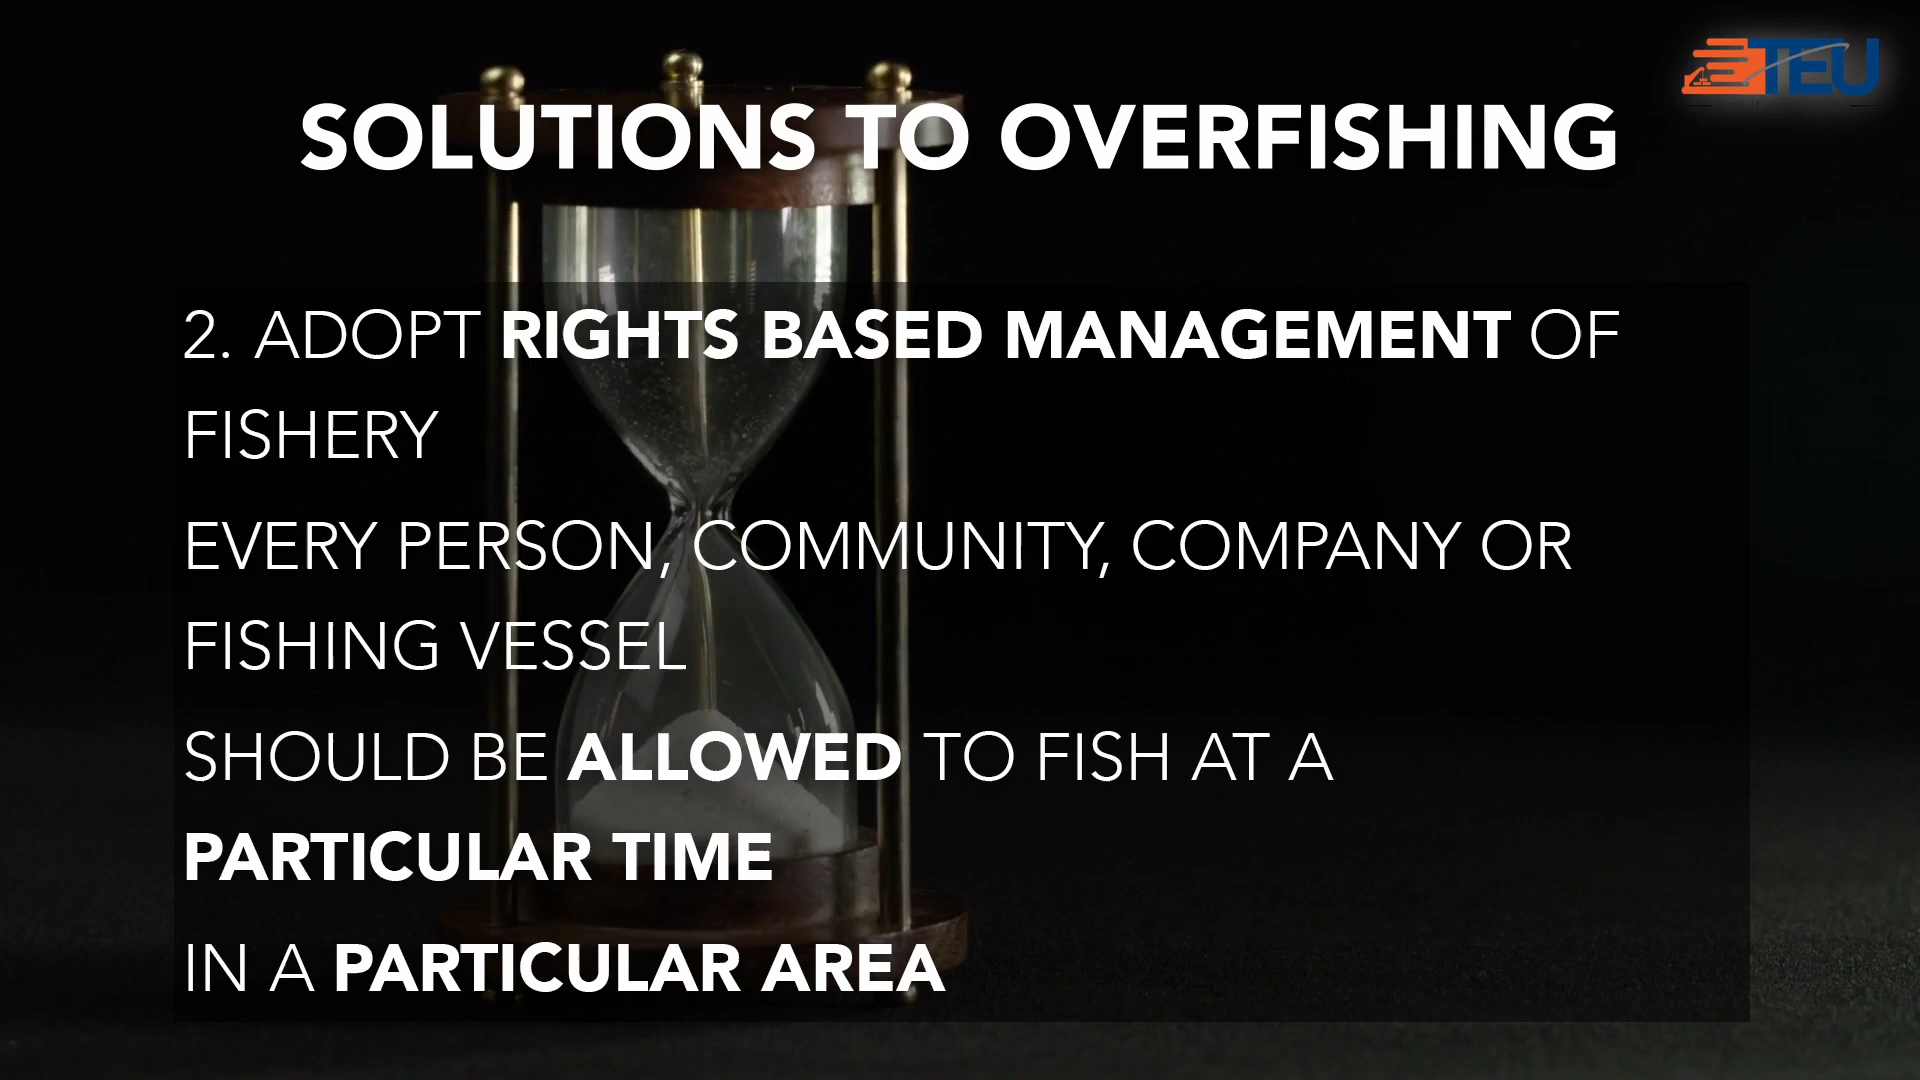 TEU
SOLUTIONS TO OVERFISHING
2. ADOPT RIGHTS BASED MANAGEMENT OF
FISHERY
EVERY PERSON, COMMUNITY, COMPANY OR
FISHING VESSEL
SHOULD BE ALLOWED TO FISH AT A
PARTICULAR TIME
IN A PARTICULAR AREA